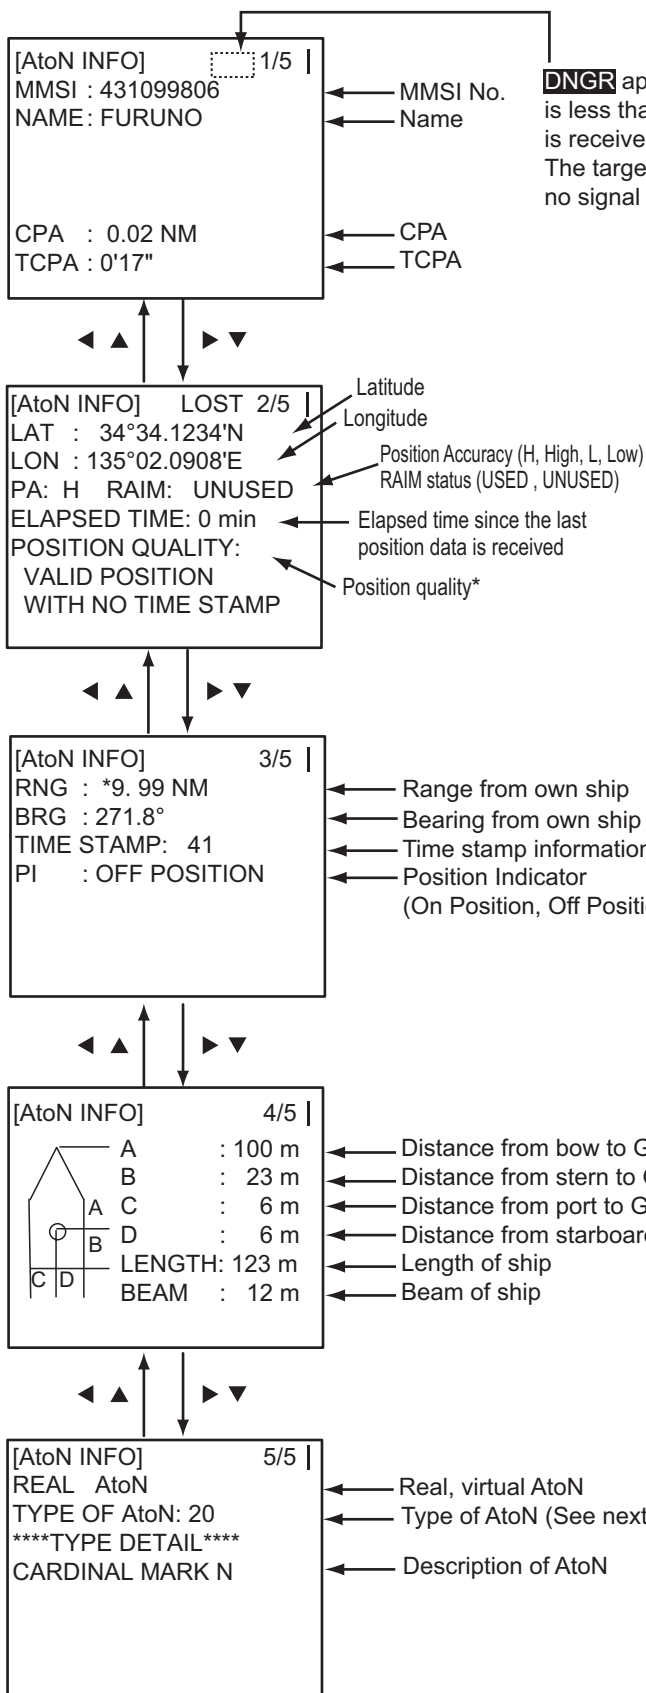 [AtoN INFO] 1/5
MMSI : 431099806
NAME : FURUNO
CPA : 0.02 NM
TCPA : 0'17"
MMSI No.
Name
CPA
TCPA
DNGR
is less
is
The
no signal
◀ ▲ ▶ ▼
[AtoN INFO] LOST 2/5
LAT : 34°34.1234'N
LON : 135°02.0908'E
PA: H RAIM: UNUSED
ELAPSED TIME: 0 min
POSITION QUALITY:
VALID POSITION
WITH NO TIME STAMP
Latitude
Longitude
Position Accuracy (H, High, L, Low)
RAIM status (USED , UNUSED)
Elapsed time since the last
position data is received
Position quality*
◀ ▲ ▶ ▼
[AtoN INFO] 3/5
RNG : *9. 99 NM
BRG : 271.8°
TIME STAMP: 41
PI : OFF POSITION
Range from own ship
Bearing from own ship
Time stamp information
Position Indicator
(On Position, Off
◀ ▲ ▶ ▼
[AtoN INFO] 4/5
A : 100 m
B : 23 m
C : 6 m
D : 6 m
LENGTH: 123 m
BEAM : 12 m
A
B
C D
Distance from bow to
Distance from stern to
Distance from port to
Distance from
Length of ship
Beam of ship
◀ ▲ ▶ ▼
[AtoN INFO] 5/5
REAL AtoN
TYPE OF AtoN: 20
****TYPE DETAIL****
CARDINAL MARK N
Real, virtual AtoN
Type of AtoN (See next
Description of AtoN